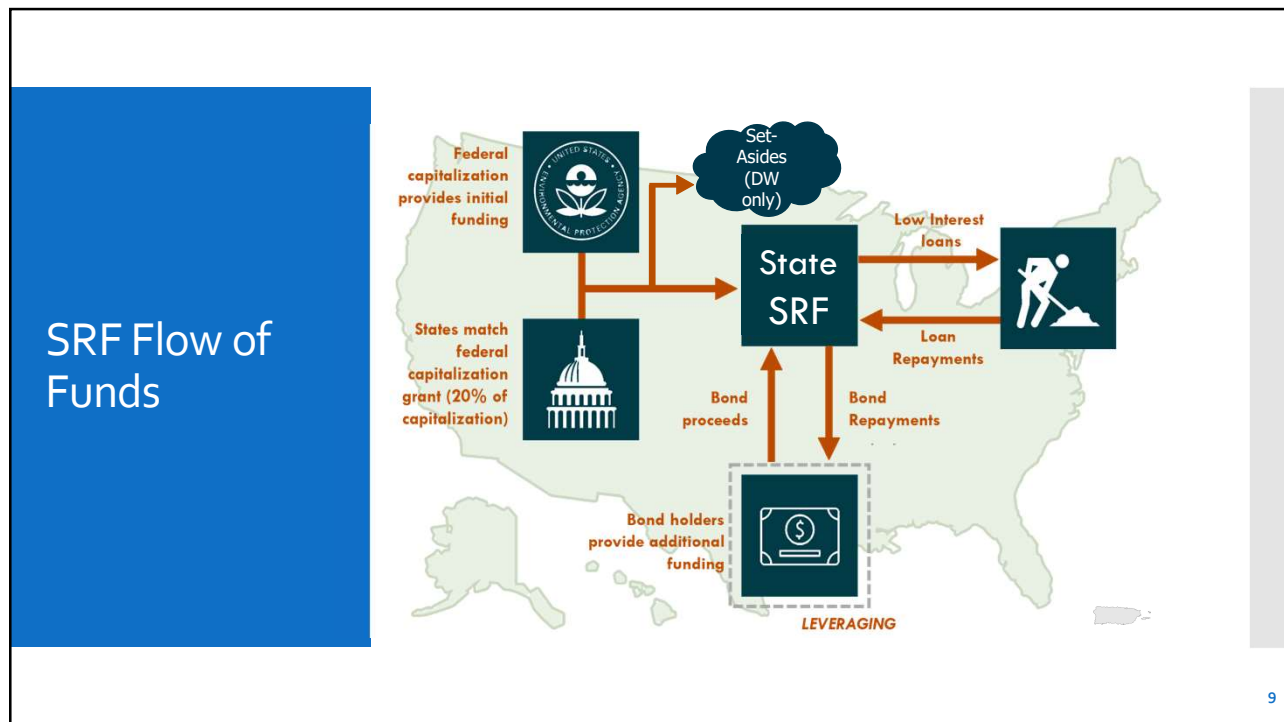 SRF Flow of
Funds
Federal
capitalization
provides initial
funding
UNITED STATES
ENVIRONMENTAL PROTECTION AGENCY
Set-
Asides
(DW
only)
State
SRF
Low Interest
loans
Loan
Repayments
States match
federal
capitalization
grant (20% of
capitalization)
Bond
proceeds
Bond
Repayments
Bond holders
provide additional
funding
$
LEVERAGING
9